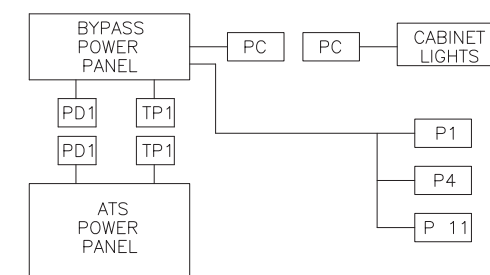 BYPASS
POWER
PANEL
PC
PC
CABINET
LIGHTS
PD1
TP1
PD1
TP1
P1
P4
P 11
ATS
POWER
PANEL